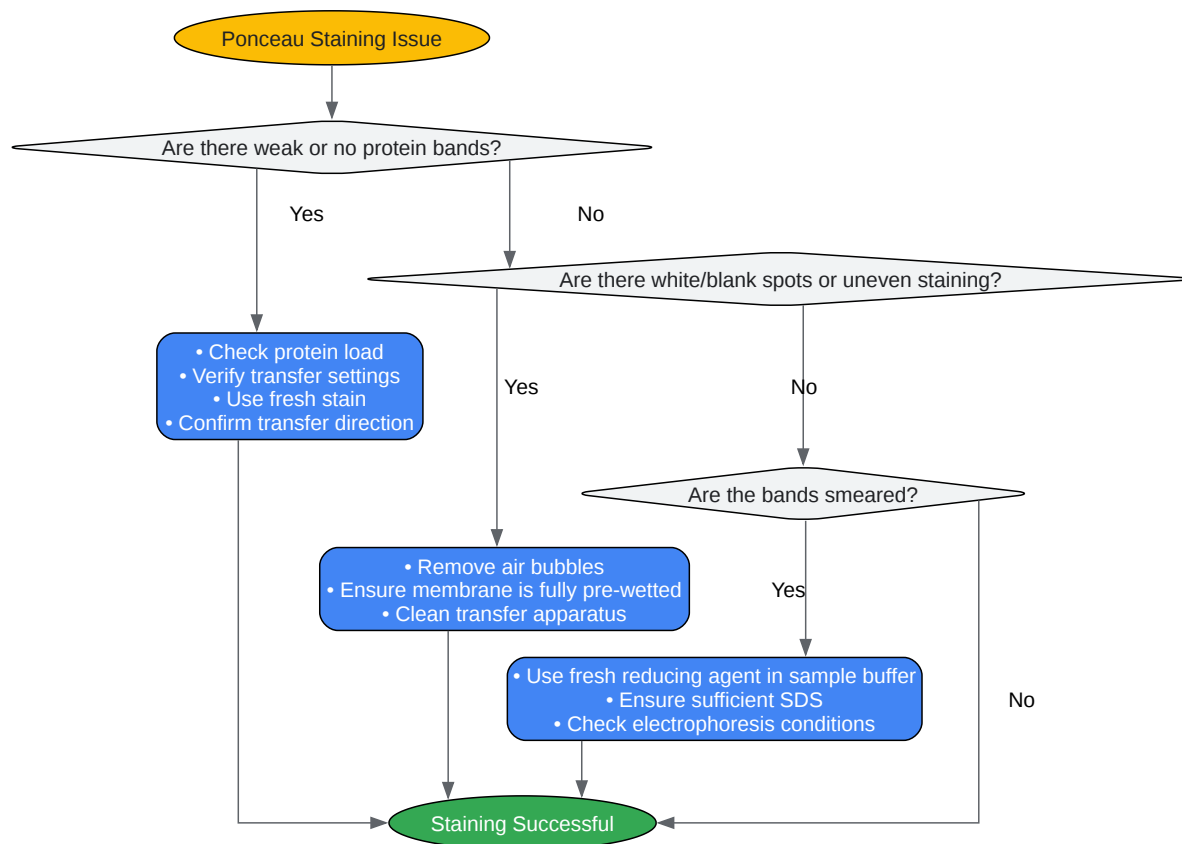 Ponceau Staining Issue
Are there weak or no protein bands?
Yes
No
Are there white/blank spots or uneven staining?
• Check protein load
• Verify transfer settings
• Use fresh stain
• Confirm transfer direction
Yes
No
Are the bands smeared?
• Remove air bubbles
• Ensure membrane is fully pre-wetted
• Clean transfer apparatus
Yes
• Use fresh reducing agent in sample buffer
• Ensure sufficient SDS
• Check electrophoresis conditions
No
Staining Successful